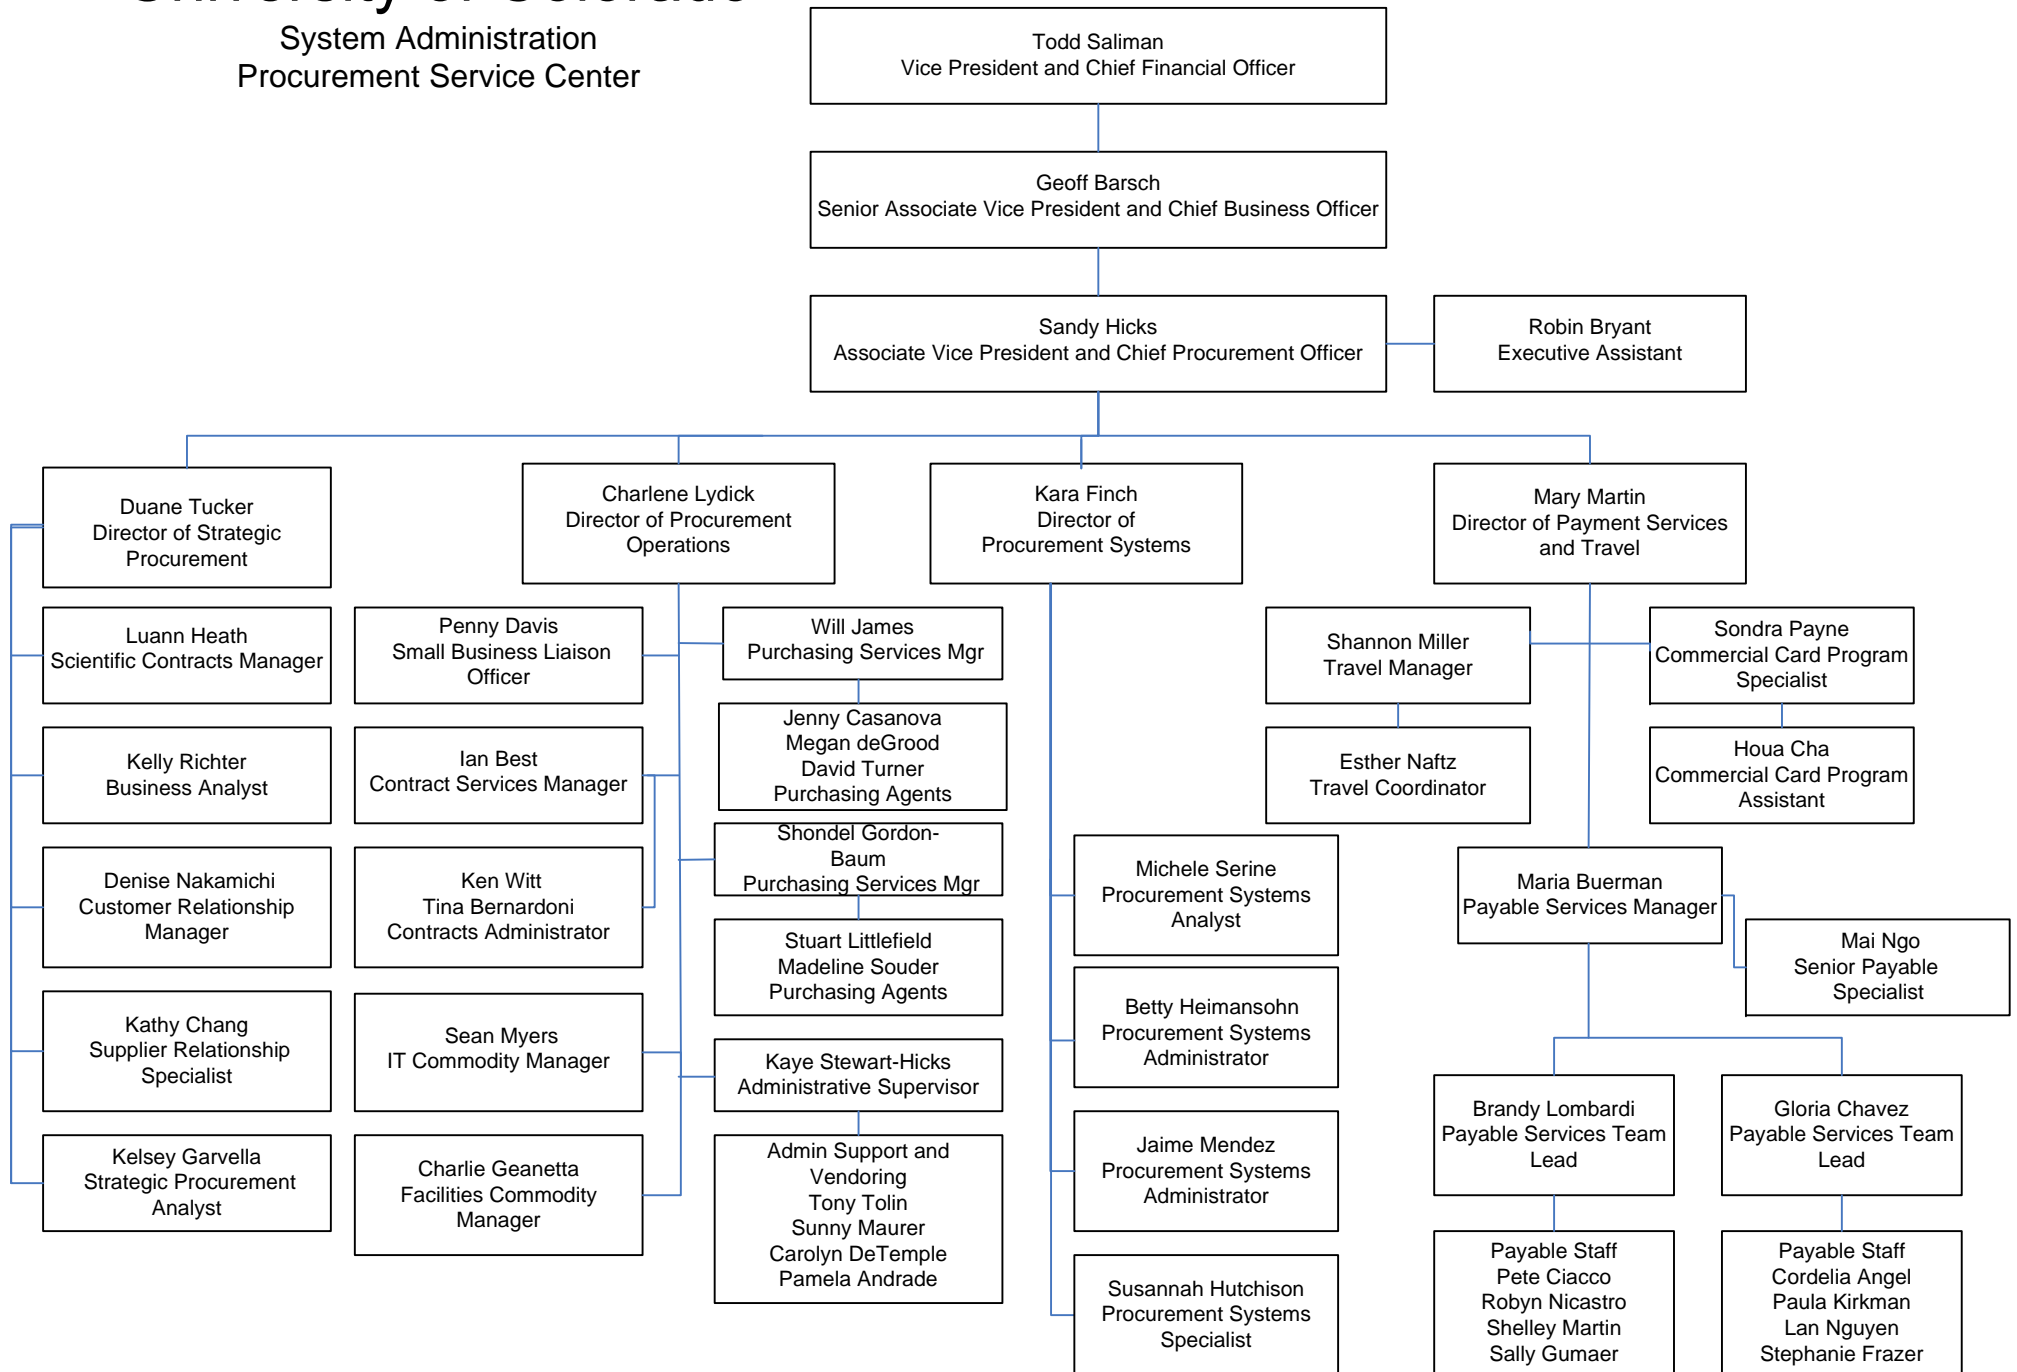 University of Colorado
System Administration
Procurement Service Center
Todd Saliman
Vice President and Chief Financial Officer
Geoff Barsch
Senior Associate Vice President and Chief Business Officer
Sandy Hicks
Associate Vice President and Chief Procurement Officer
Robin Bryant
Executive Assistant
Duane Tucker
Director of Strategic
Procurement
Luann Heath
Scientific Contracts Manager
Kelly Richter
Business Analyst
Denise Nakamichi
Customer Relationship
Manager
Kathy Chang
Supplier Relationship
Specialist
Kelsey Garvella
Strategic Procurement
Analyst
Charlene Lydick
Director of Procurement
Operations
Penny Davis
Small Business Liaison
Officer
Ian Best
Contract Services Manager
Ken Witt
Tina Bernardoni
Contracts Administrator
Sean Myers
IT Commodity Manager
Charlie Geanetta
Facilities Commodity
Manager
Will James
Purchasing Services Mgr
Jenny Casanova
Megan deGrood
David Turner
Purchasing Agents
Shondel Gordon-
Baum
Purchasing Services Mgr
Stuart Littlefield
Madeline Souder
Purchasing Agents
Kaye Stewart-Hicks
Administrative Supervisor
Admin Support and
Vendoring
Tony Tolin
Sunny Maurer
Carolyn DeTemple
Pamela Andrade
Kara Finch
Director of
Procurement Systems
Michele Serine
Procurement Systems
Analyst
Betty Heimansohn
Procurement Systems
Administrator
Jaime Mendez
Procurement Systems
Administrator
Susannah Hutchison
Procurement Systems
Specialist
Mary Martin
Director of Payment Services
and Travel
Shannon Miller
Travel Manager
Esther Naftz
Travel Coordinator
Sondra Payne
Commercial Card Program
Specialist
Houa Cha
Commercial Card Program
Assistant
Maria Buerman
Payable Services Manager
Mai Ngo
Senior Payable
Specialist
Brandy Lombardi
Payable Services Team
Lead
Payable Staff
Pete Ciacco
Robyn Nicastro
Shelley Martin
Sally Gumaer
Gloria Chavez
Payable Services Team
Lead
Payable Staff
Cordelia Angel
Paula Kirkman
Lan Nguyen
Stephanie Frazer